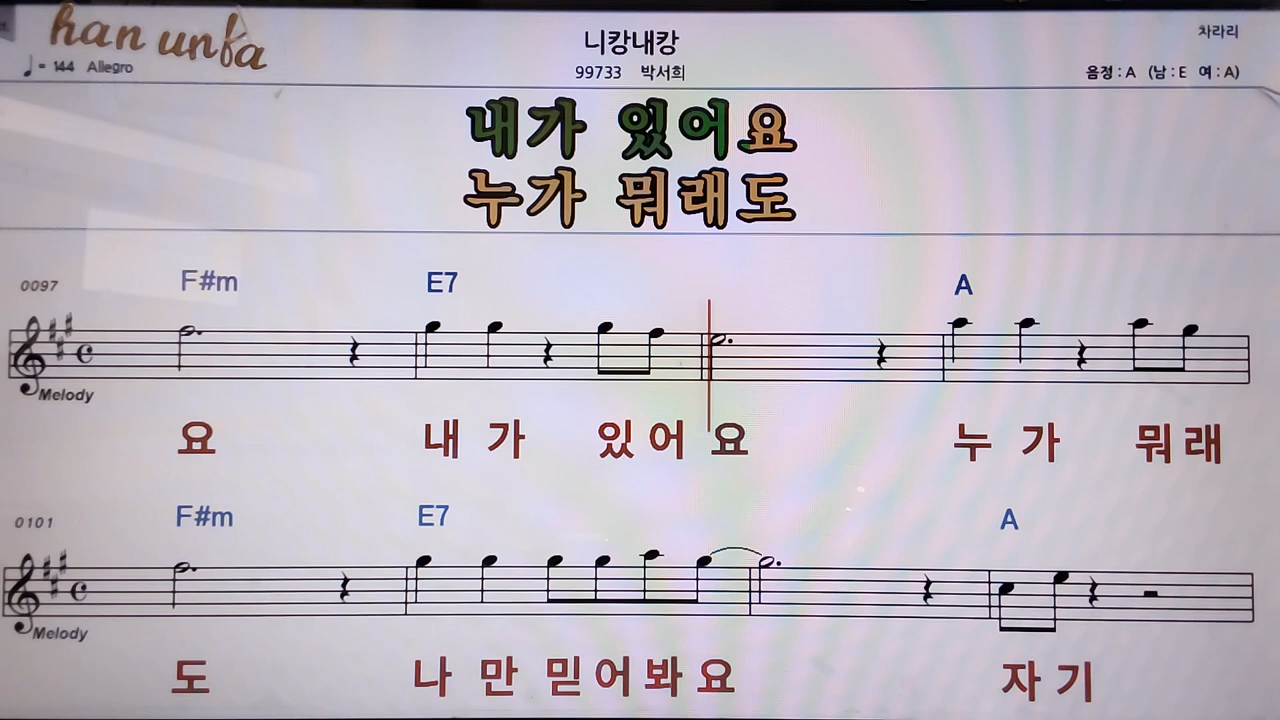 han unfa
차라리
니캉내캉
♩= 144 Allegro
99733 박서희
음정 : A (남 : E 여 : A)
내가 있어요
누가 뭐래도
0097 F#m E7 A
Melody
요 내 가 있 어 요 누 가 뭐 래
0101 F#m E7 A
Melody
도 나 만 믿 어 봐 요 자 기